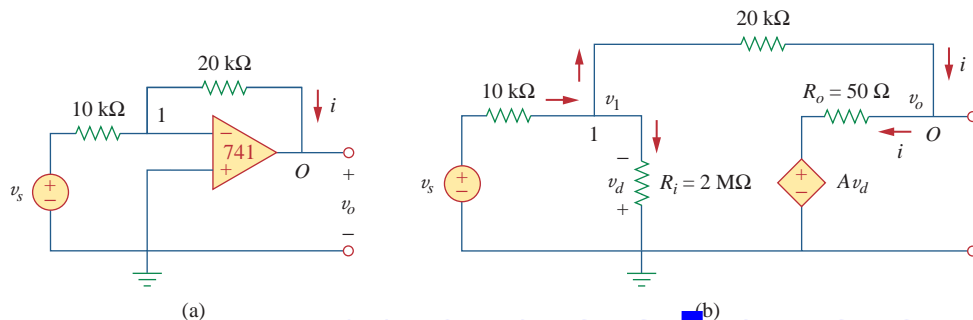 20 kΩ
10 kΩ
1
i
−
741
+
O
v_s
+
−
+
v_o
−
(a)
20 kΩ
i
10 kΩ
v_1
R_o = 50 Ω
v_o
1
i
O
−
v_s
+
−
v_d
R_i = 2 MΩ
+
−
Av_d
+
(b)